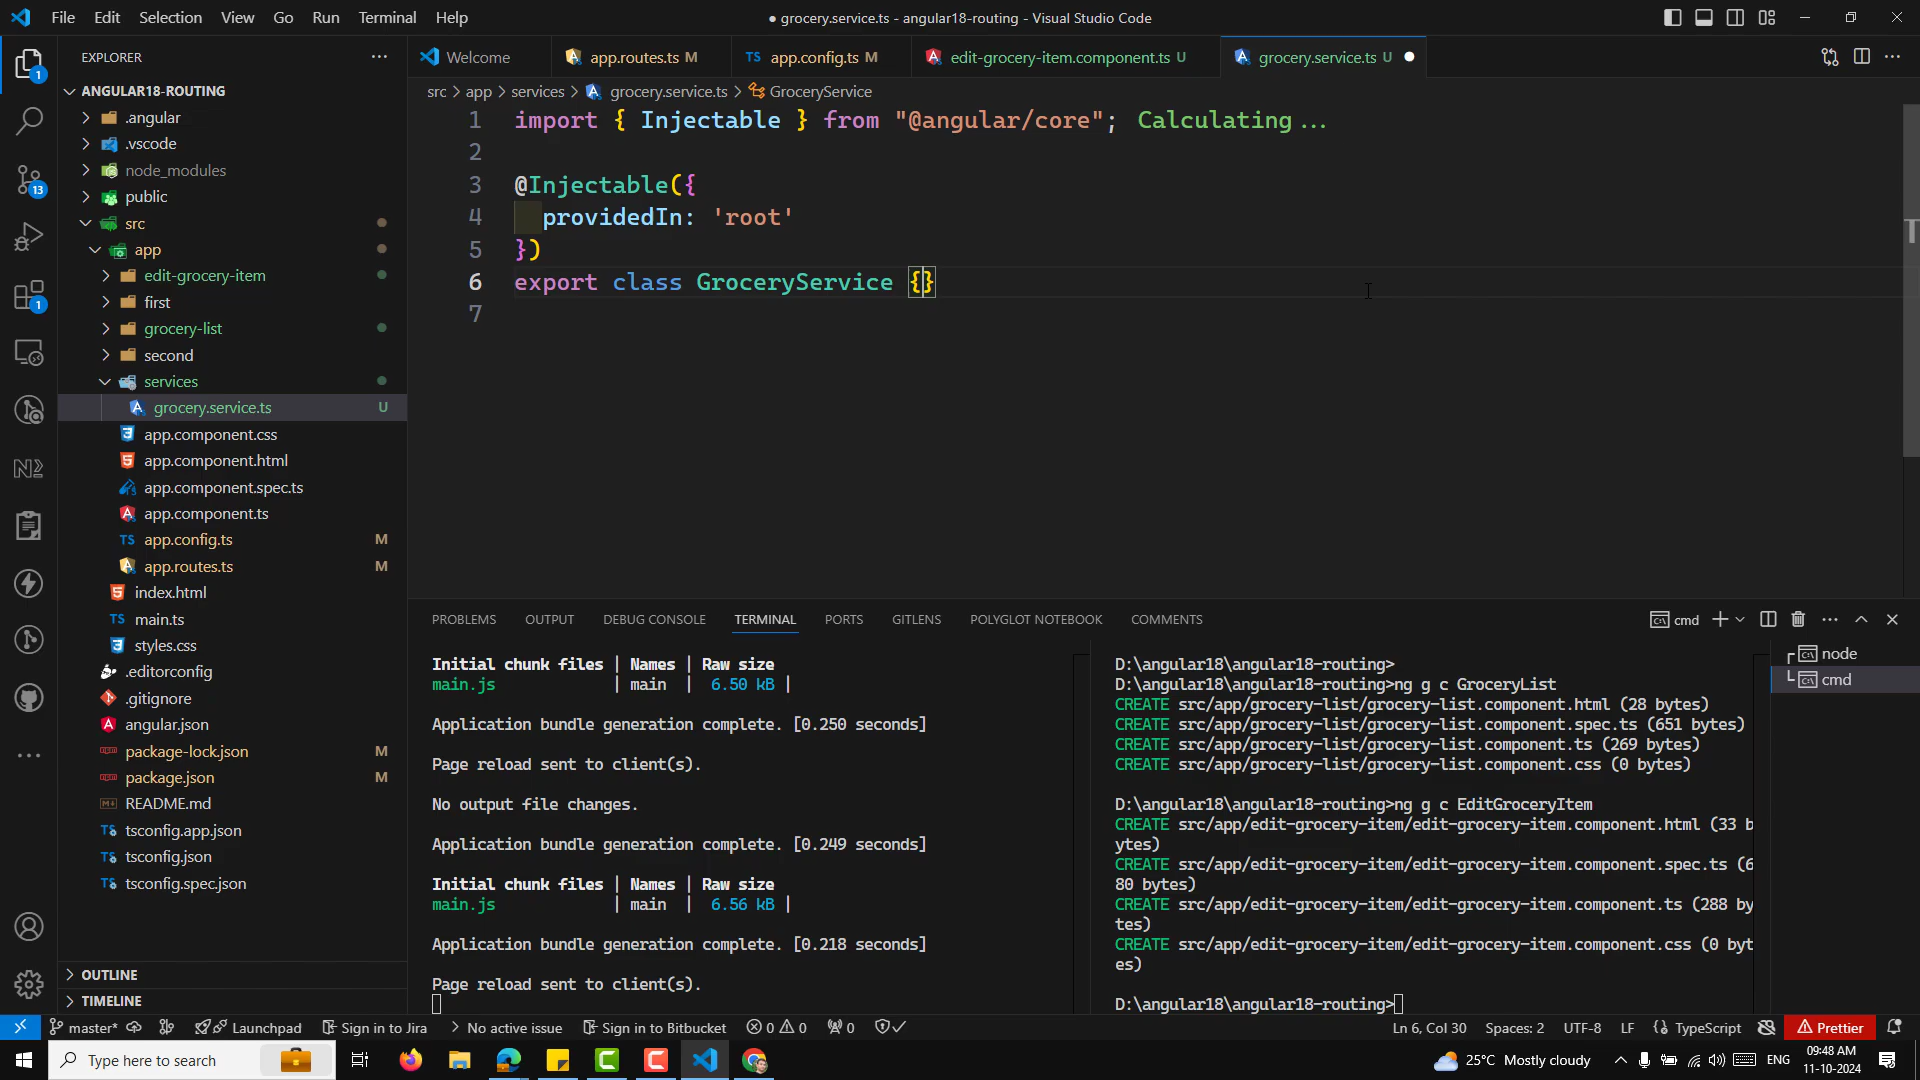 File Edit Selection View Go Run Terminal Help
● grocery.service.ts - angular18-routing - Visual Studio Code
EXPLORER
Welcome
app.routes.ts M
TS app.config.ts M
edit-grocery-item.component.ts U
grocery.service.ts U
src > app > services > grocery.service.ts > GroceryService
ANGULAR18-ROUTING
.angular
.vscode
node_modules
public
src
app
edit-grocery-item
first
grocery-list
second
services
grocery.service.ts U
app.component.css
app.component.html
app.component.spec.ts
app.component.ts
TS app.config.ts M
app.routes.ts M
index.html
TS main.ts
styles.css
.editorconfig
.gitignore
angular.json
package-lock.json M
package.json M
README.md
tsconfig.app.json
tsconfig.json
tsconfig.spec.json
OUTLINE
TIMELINE
1 import { Injectable } from "@angular/core"; Calculating...
2
3 @Injectable({
4 providedIn: 'root'
5 })
6 export class GroceryService {}
7
PROBLEMS OUTPUT DEBUG CONSOLE TERMINAL PORTS GITLENS POLYGLOT NOTEBOOK COMMENTS
cmd
Initial chunk files | Names | Raw size
main.js | main | 6.50 kB |
Application bundle generation complete. [0.250 seconds]
Page reload sent to client(s).
No output file changes.
Application bundle generation complete. [0.249 seconds]
Initial chunk files | Names | Raw size
main.js | main | 6.56 kB |
Application bundle generation complete. [0.218 seconds]
Page reload sent to client(s).
D:\angular18\angular18-routing>
D:\angular18\angular18-routing>ng g c GroceryList
CREATE src/app/grocery-list/grocery-list.component.html (28 bytes)
CREATE src/app/grocery-list/grocery-list.component.spec.ts (651 bytes)
CREATE src/app/grocery-list/grocery-list.component.ts (269 bytes)
CREATE src/app/grocery-list/grocery-list.component.css (0 bytes)
D:\angular18\angular18-routing>ng g c EditGroceryItem
CREATE src/app/edit-grocery-item/edit-grocery-item.component.html (33 b
ytes)
CREATE src/app/edit-grocery-item/edit-grocery-item.component.spec.ts (6
80 bytes)
CREATE src/app/edit-grocery-item/edit-grocery-item.component.ts (288 by
tes)
CREATE src/app/edit-grocery-item/edit-grocery-item.component.css (0 byt
es)
D:\angular18\angular18-routing>
node
cmd
master* Launchpad Sign in to Jira > No active issue Sign in to Bitbucket 0 0 0
Ln 6, Col 30 Spaces: 2 UTF-8 LF {} TypeScript Prettier
Type here to search
25°C Mostly cloudy
ENG
09:48 AM
11-10-2024